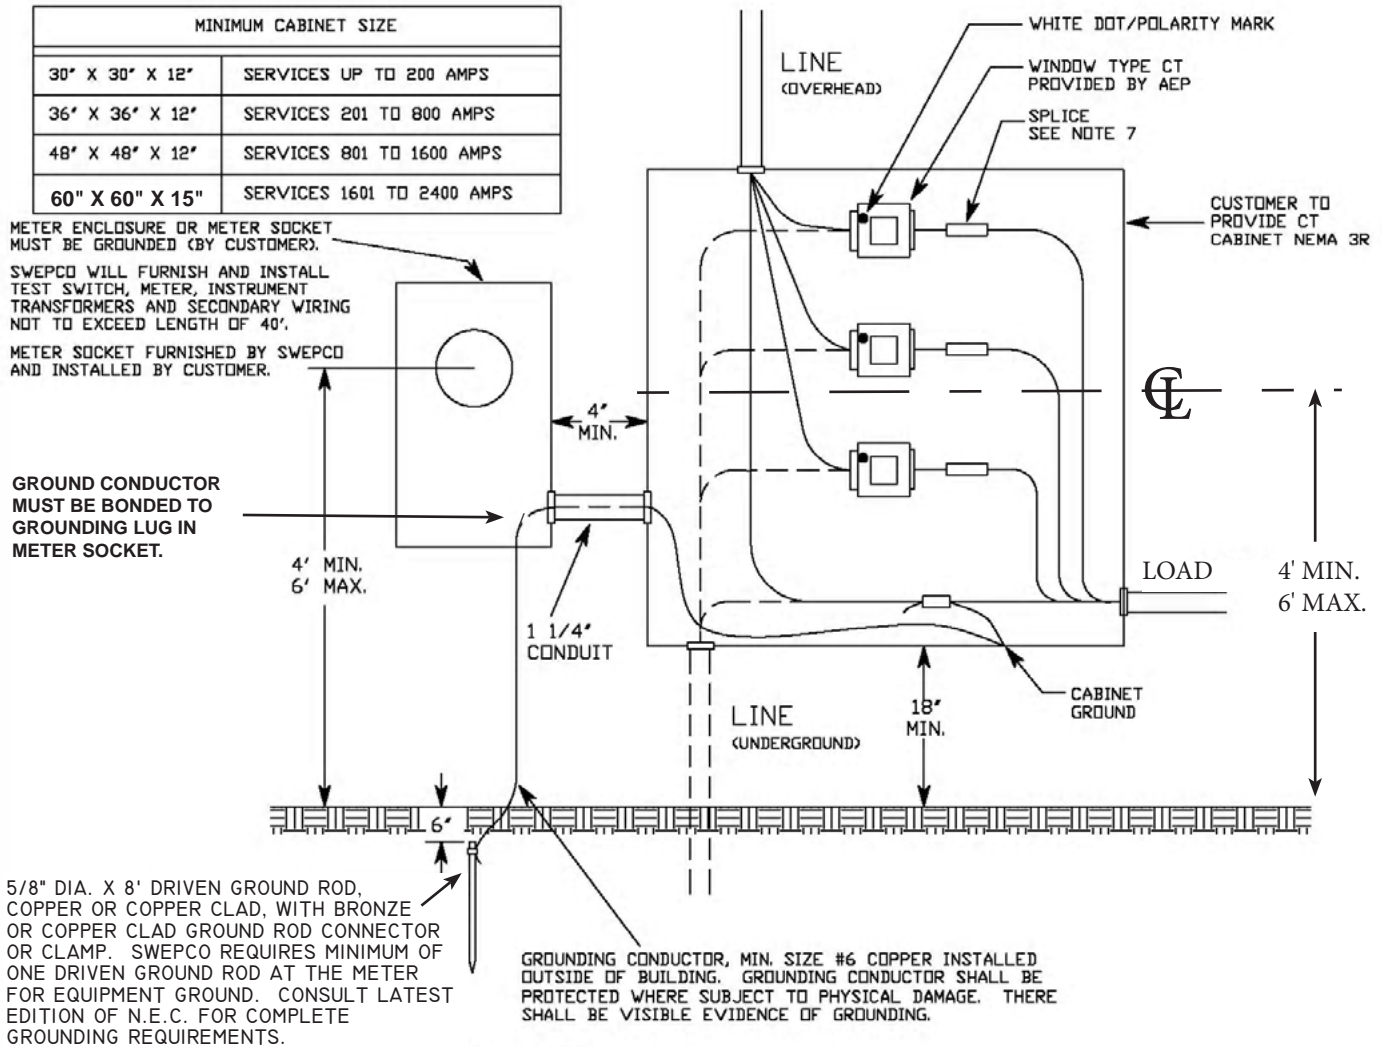 MINIMUM CABINET SIZE
30" X 30" X 12" SERVICES UP TO 200 AMPS
36" X 36" X 12" SERVICES 201 TO 800 AMPS
48" X 48" X 12" SERVICES 801 TO 1600 AMPS
60" X 60" X 15" SERVICES 1601 TO 2400 AMPS
METER ENCLOSURE OR METER SOCKET
MUST BE GROUNDED (BY CUSTOMER).
SWEPCO WILL FURNISH AND INSTALL
TEST SWITCH, METER, INSTRUMENT
TRANSFORMERS AND SECONDARY WIRING
NOT TO EXCEED LENGTH OF 40'.
METER SOCKET FURNISHED BY SWEPCO
AND INSTALLED BY CUSTOMER.
GROUND CONDUCTOR
MUST BE BONDED TO
GROUNDING LUG IN
METER SOCKET.
4' MIN.
6' MAX.
4"
MIN.
1 1/4"
CONDUIT
LINE
(OVERHEAD)
WHITE DOT/POLARITY MARK
WINDOW TYPE CT
PROVIDED BY AEP
SPLICE
SEE NOTE 7
CUSTOMER TO
PROVIDE CT
CABINET NEMA 3R
CL
LOAD
4' MIN.
6' MAX.
CABINET
GROUND
18"
MIN.
LINE
(UNDERGROUND)
6"
5/8" DIA. X 8' DRIVEN GROUND ROD,
COPPER OR COPPER CLAD, WITH BRONZE
OR COPPER CLAD GROUND ROD CONNECTOR
OR CLAMP. SWEPCO REQUIRES MINIMUM OF
ONE DRIVEN GROUND ROD AT THE METER
FOR EQUIPMENT GROUND. CONSULT LATEST
EDITION OF N.E.C. FOR COMPLETE
GROUNDING REQUIREMENTS.
GROUNDING CONDUCTOR, MIN. SIZE #6 COPPER INSTALLED
OUTSIDE OF BUILDING. GROUNDING CONDUCTOR SHALL BE
PROTECTED WHERE SUBJECT TO PHYSICAL DAMAGE. THERE
SHALL BE VISIBLE EVIDENCE OF GROUNDING.